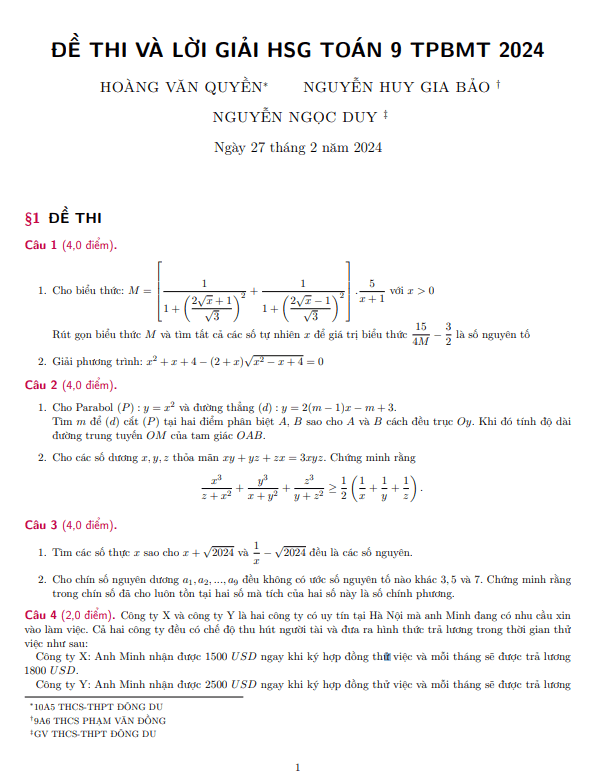 ĐỀ THI VÀ LỜI GIẢI HSG TOÁN 9 TPBMT 2024
HOÀNG VĂN QUYỀN* NGUYỄN HUY GIA BẢO †
NGUYỄN NGỌC DUY ‡
Ngày 27 tháng 2 năm 2024
§1 ĐỀ THI
Câu 1 (4,0 điểm).
1. Cho biểu thức: $M = \left[ \dfrac{1}{1 + \left( \dfrac{2\sqrt{x}+1}{\sqrt{3}} \right)^2} + \dfrac{1}{1 + \left( \dfrac{2\sqrt{x}-1}{\sqrt{3}} \right)^2} \right] . \dfrac{5}{x+1}$ với $x > 0$
Rút gọn biểu thức $M$ và tìm tất cả các số tự nhiên $x$ để giá trị biểu thức $\dfrac{15}{4M} - \dfrac{3}{2}$ là số nguyên tố
2. Giải phương trình: $x^2 + x + 4 - (2 + x)\sqrt{x^2 - x + 4} = 0$
Câu 2 (4,0 điểm).
1. Cho Parabol $(P) : y = x^2$ và đường thẳng $(d) : y = 2(m-1)x - m + 3$.
Tìm $m$ để $(d)$ cắt $(P)$ tại hai điểm phân biệt $A$, $B$ sao cho $A$ và $B$ cách đều trục $Oy$. Khi đó tính độ dài
đường trung tuyến $OM$ của tam giác $OAB$.
2. Cho các số dương $x, y, z$ thỏa mãn $xy + yz + zx = 3xyz$. Chứng minh rằng
$\dfrac{x^3}{z + x^2} + \dfrac{y^3}{x + y^2} + \dfrac{z^3}{y + z^2} \geq \dfrac{1}{2} \left( \dfrac{1}{x} + \dfrac{1}{y} + \dfrac{1}{z} \right).$
Câu 3 (4,0 điểm).
1. Tìm các số thực $x$ sao cho $x + \sqrt{2024}$ và $\dfrac{1}{x} - \sqrt{2024}$ đều là các số nguyên.
2. Cho chín số nguyên dương $a_1, a_2, ..., a_9$ đều không có ước số nguyên tố nào khác 3, 5 và 7. Chứng minh rằng
trong chín số đã cho luôn tồn tại hai số mà tích của hai số này là số chính phương.
Câu 4 (2,0 điểm). Công ty X và công ty Y là hai công ty có uy tín tại Hà Nội mà anh Minh đang có nhu cầu xin
vào làm việc. Cả hai công ty đều có chế độ thu hút người tài và đưa ra hình thức trả lương trong thời gian thử
việc như sau:
Công ty X: Anh Minh nhận được 1500 USD ngay khi ký hợp đồng thử việc và mỗi tháng sẽ được trả lương
1800 USD.
Công ty Y: Anh Minh nhận được 2500 USD ngay khi ký hợp đồng thử việc và mỗi tháng sẽ được trả lương
*10A5 THCS-THPT ĐÔNG DU
†9A6 THCS PHẠM VĂN ĐỒNG
‡GV THCS-THPT ĐÔNG DU
1